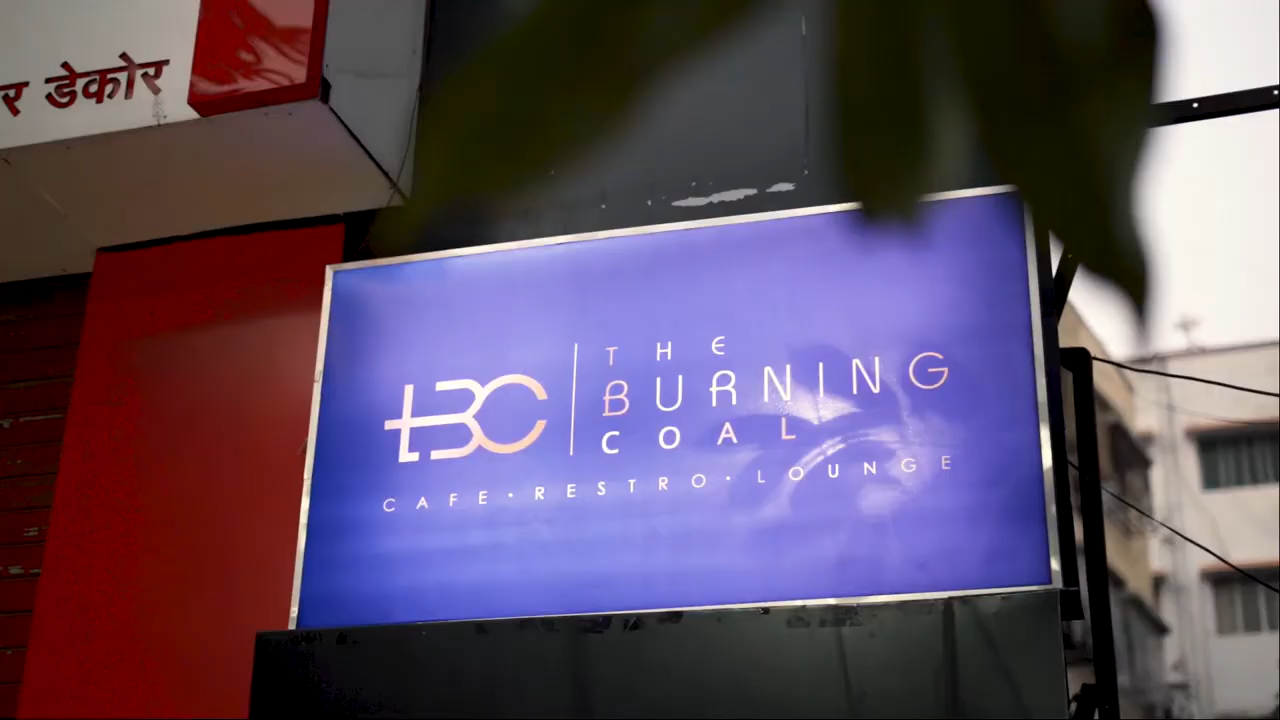 र डेकोर
tBC
THE
BURNING
COAL
CAFE·RESTRO·LOUNGE